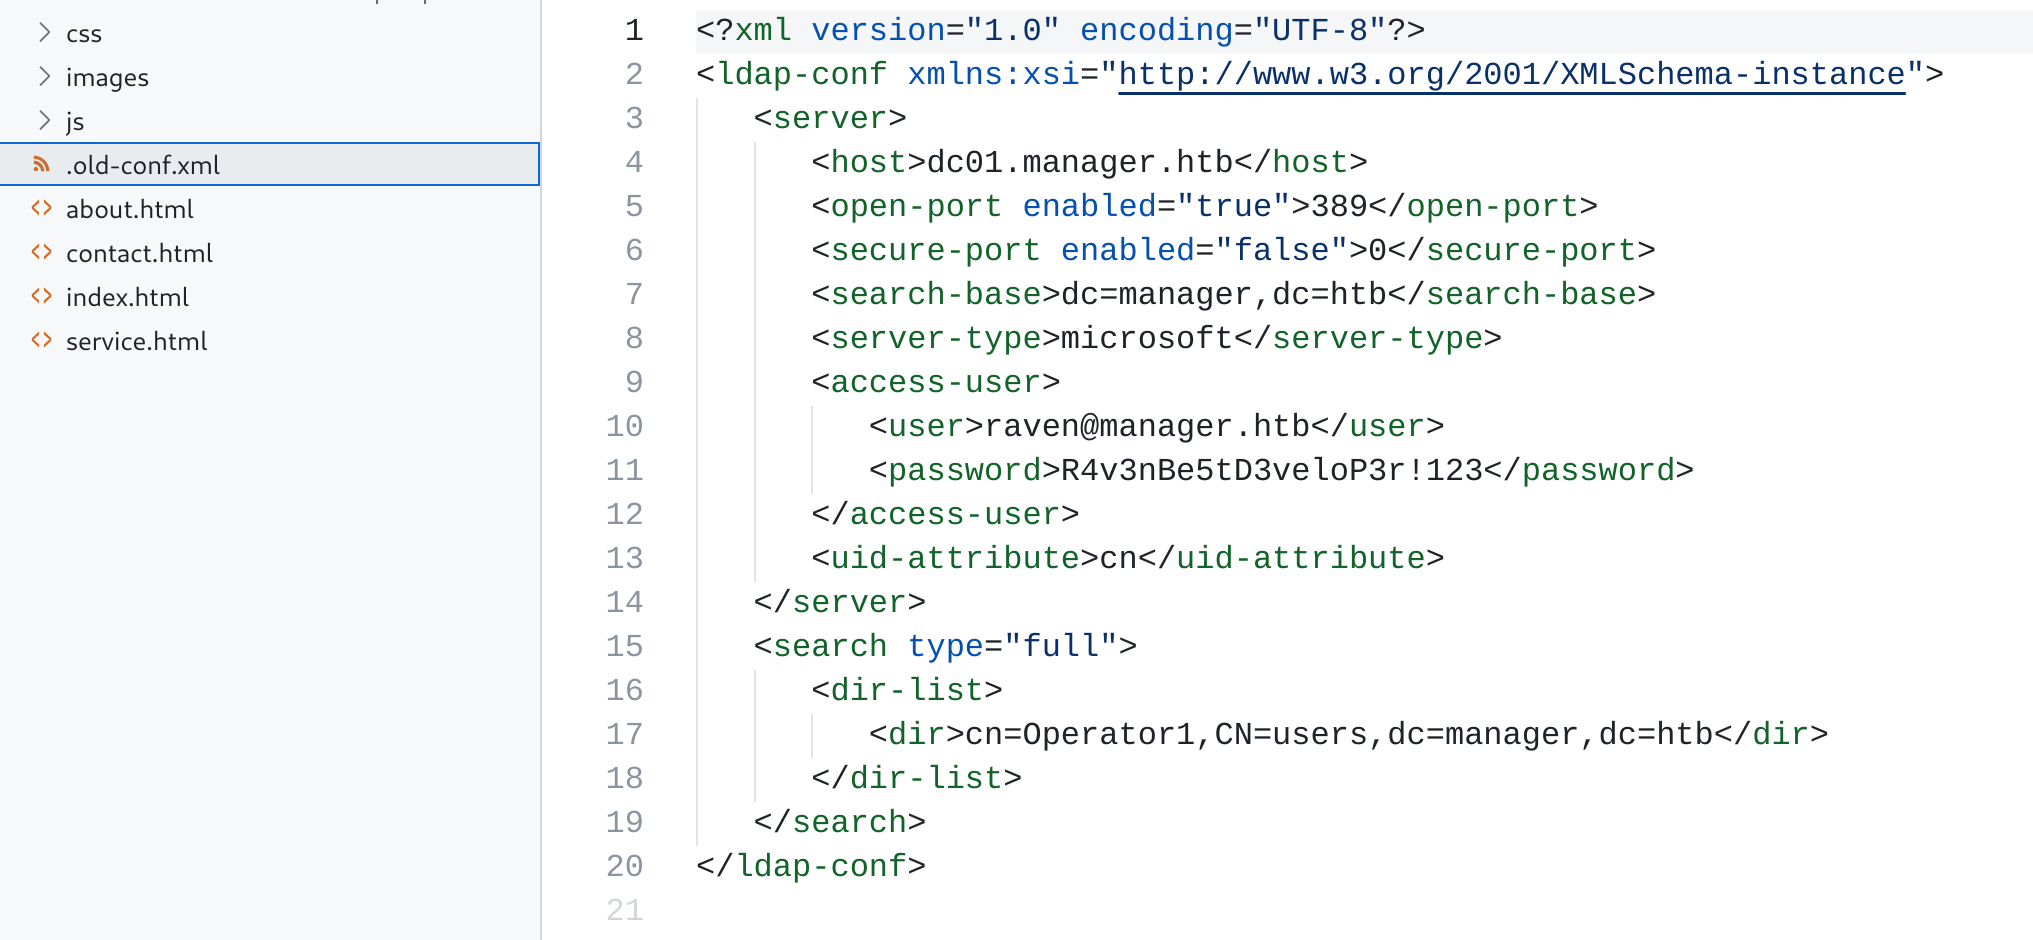 css
images
js
.old-conf.xml
about.html
contact.html
index.html
service.html
1 <?xml version="1.0" encoding="UTF-8"?>
2 <ldap-conf xmlns:xsi="http://www.w3.org/2001/XMLSchema-instance">
3 <server>
4 <host>dc01.manager.htb</host>
5 <open-port enabled="true">389</open-port>
6 <secure-port enabled="false">0</secure-port>
7 <search-base>dc=manager,dc=htb</search-base>
8 <server-type>microsoft</server-type>
9 <access-user>
10 <user>raven@manager.htb</user>
11 <password>R4v3nBe5tD3veloP3r!123</password>
12 </access-user>
13 <uid-attribute>cn</uid-attribute>
14 </server>
15 <search type="full">
16 <dir-list>
17 <dir>cn=Operator1,CN=users,dc=manager,dc=htb</dir>
18 </dir-list>
19 </search>
20 </ldap-conf>
21